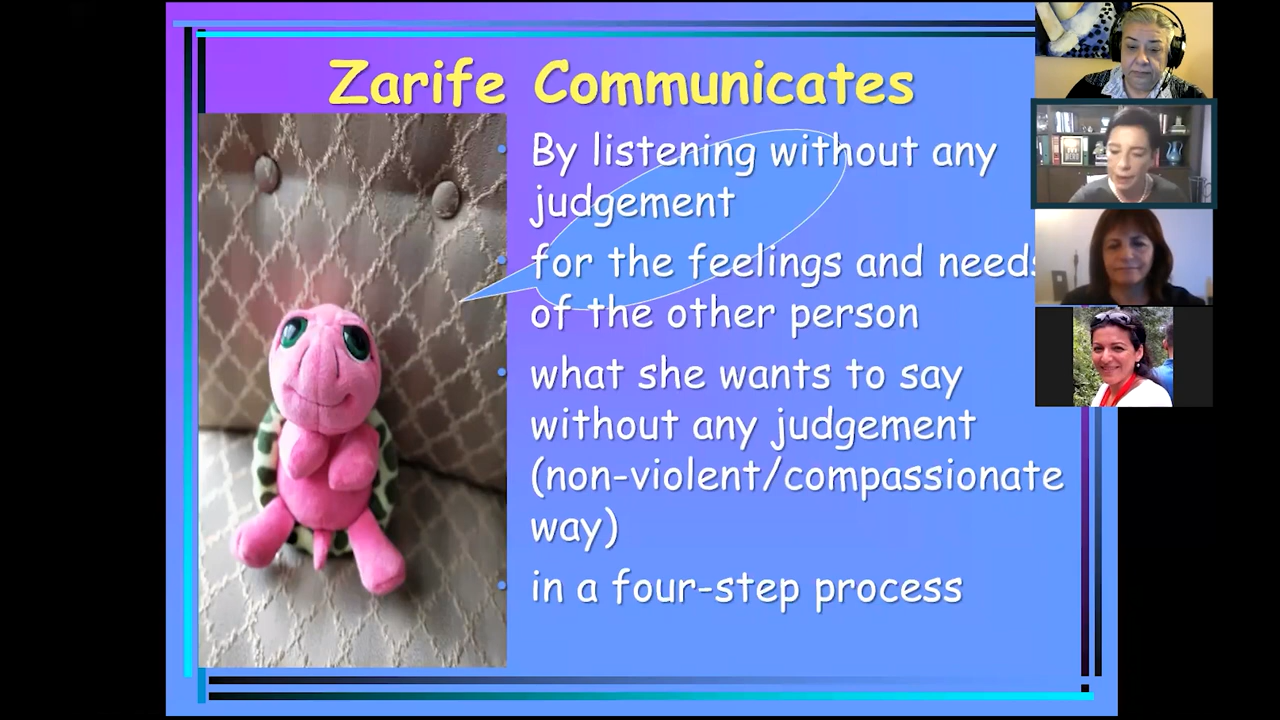 Zarife Communicates
By listening without any
judgement
for the feelings and needs
of the other person
what she wants to say
without any judgement
(non-violent/compassionate
way)
in a four-step process